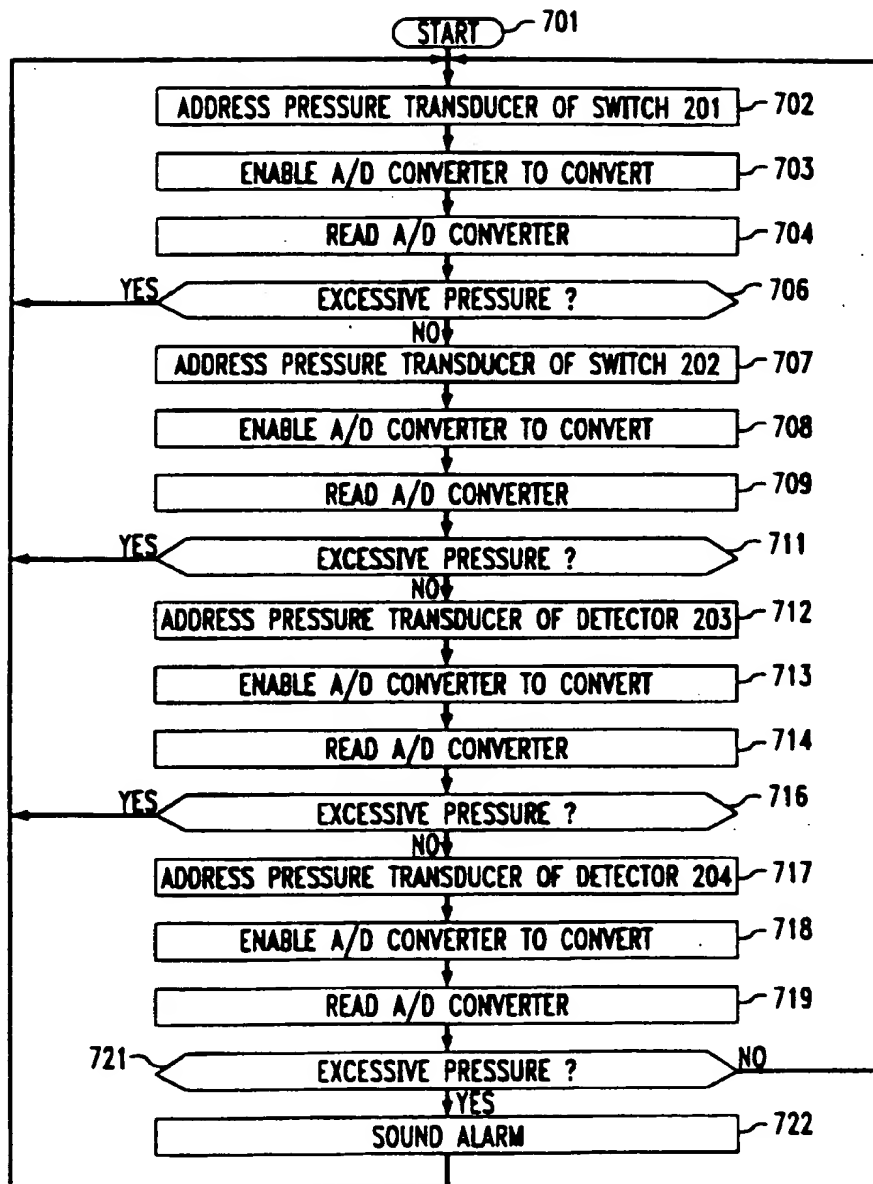 START 701
ADDRESS PRESSURE TRANSDUCER OF SWITCH 201 702
ENABLE A/D CONVERTER TO CONVERT 703
READ A/D CONVERTER 704
YES EXCESSIVE PRESSURE ? 706
NO
ADDRESS PRESSURE TRANSDUCER OF SWITCH 202 707
ENABLE A/D CONVERTER TO CONVERT 708
READ A/D CONVERTER 709
YES EXCESSIVE PRESSURE ? 711
NO
ADDRESS PRESSURE TRANSDUCER OF DETECTOR 203 712
ENABLE A/D CONVERTER TO CONVERT 713
READ A/D CONVERTER 714
YES EXCESSIVE PRESSURE ? 716
NO
ADDRESS PRESSURE TRANSDUCER OF DETECTOR 204 717
ENABLE A/D CONVERTER TO CONVERT 718
READ A/D CONVERTER 719
721 EXCESSIVE PRESSURE ? NO
YES
SOUND ALARM 722